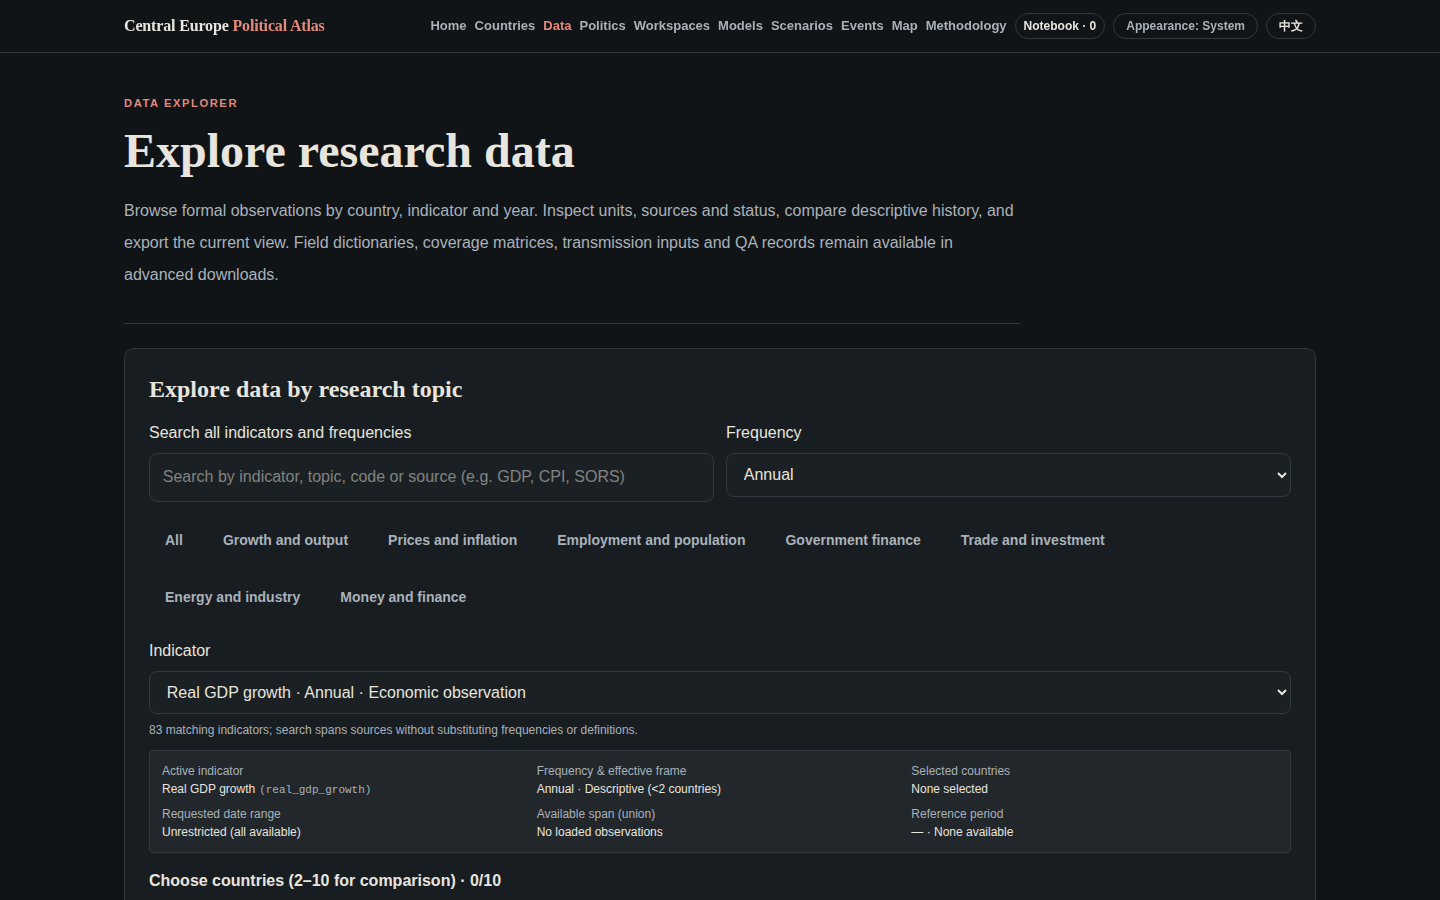 Central Europe Political Atlas
Home Countries Data Politics Workspaces Models Scenarios Events Map Methodology Notebook · 0 Appearance: System 中文
DATA EXPLORER
Explore research data
Browse formal observations by country, indicator and year. Inspect units, sources and status, compare descriptive history, and
export the current view. Field dictionaries, coverage matrices, transmission inputs and QA records remain available in
advanced downloads.
Explore data by research topic
Search all indicators and frequencies
Frequency
Search by indicator, topic, code or source (e.g. GDP, CPI, SORS)
Annual
All Growth and output Prices and inflation Employment and population Government finance Trade and investment
Energy and industry Money and finance
Indicator
Real GDP growth · Annual · Economic observation
83 matching indicators; search spans sources without substituting frequencies or definitions.
Active indicator
Real GDP growth (real_gdp_growth)
Frequency & effective frame
Annual · Descriptive (<2 countries)
Selected countries
None selected
Requested date range
Unrestricted (all available)
Available span (union)
No loaded observations
Reference period
— · None available
Choose countries (2–10 for comparison) · 0/10